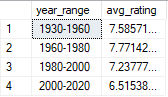 year_range avg_rating
1 1930-1960 7.58571...
2 1960-1980 7.77142...
3 1980-2000 7.23777...
4 2000-2020 6.51538...